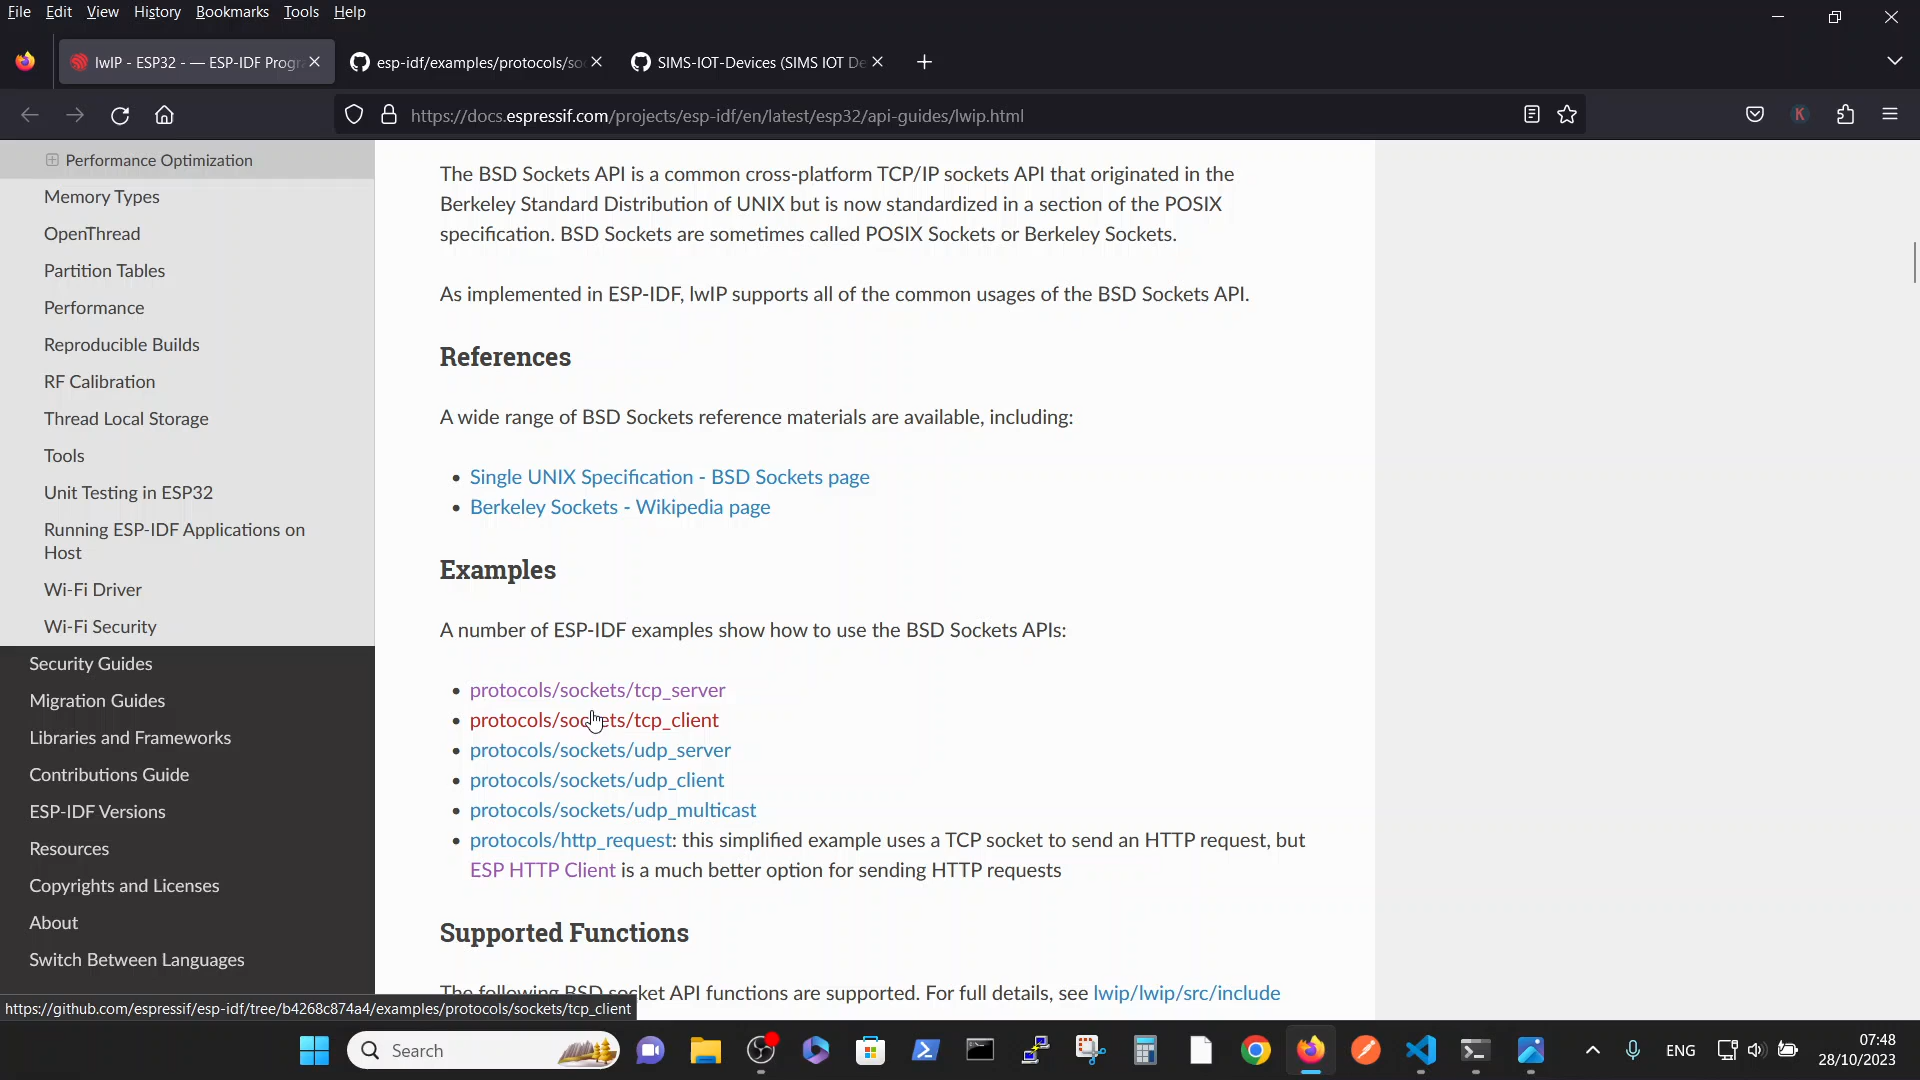 File Edit View History Bookmarks Tools Help
lwIP - ESP32 - — ESP-IDF Progr
esp-idf/examples/protocols/so
SIMS-IOT-Devices (SIMS IOT De
https://docs.espressif.com/projects/esp-idf/en/latest/esp32/api-guides/lwip.html
K
Performance Optimization
Memory Types
OpenThread
Partition Tables
Performance
Reproducible Builds
RF Calibration
Thread Local Storage
Tools
Unit Testing in ESP32
Running ESP-IDF Applications on
Host
Wi-Fi Driver
Wi-Fi Security
Security Guides
Migration Guides
Libraries and Frameworks
Contributions Guide
ESP-IDF Versions
Resources
Copyrights and Licenses
About
Switch Between Languages
The BSD Sockets API is a common cross-platform TCP/IP sockets API that originated in the
Berkeley Standard Distribution of UNIX but is now standardized in a section of the POSIX
specification. BSD Sockets are sometimes called POSIX Sockets or Berkeley Sockets.
As implemented in ESP-IDF, lwIP supports all of the common usages of the BSD Sockets API.
References
A wide range of BSD Sockets reference materials are available, including:
• Single UNIX Specification - BSD Sockets page
• Berkeley Sockets - Wikipedia page
Examples
A number of ESP-IDF examples show how to use the BSD Sockets APIs:
• protocols/sockets/tcp_server
• protocols/sockets/tcp_client
• protocols/sockets/udp_server
• protocols/sockets/udp_client
• protocols/sockets/udp_multicast
• protocols/http_request: this simplified example uses a TCP socket to send an HTTP request, but
ESP HTTP Client is a much better option for sending HTTP requests
Supported Functions
The following BSD socket API functions are supported. For full details, see lwip/lwip/src/include
https://github.com/espressif/esp-idf/tree/b4268c874a4/examples/protocols/sockets/tcp_client
Search
ENG
07:48
28/10/2023